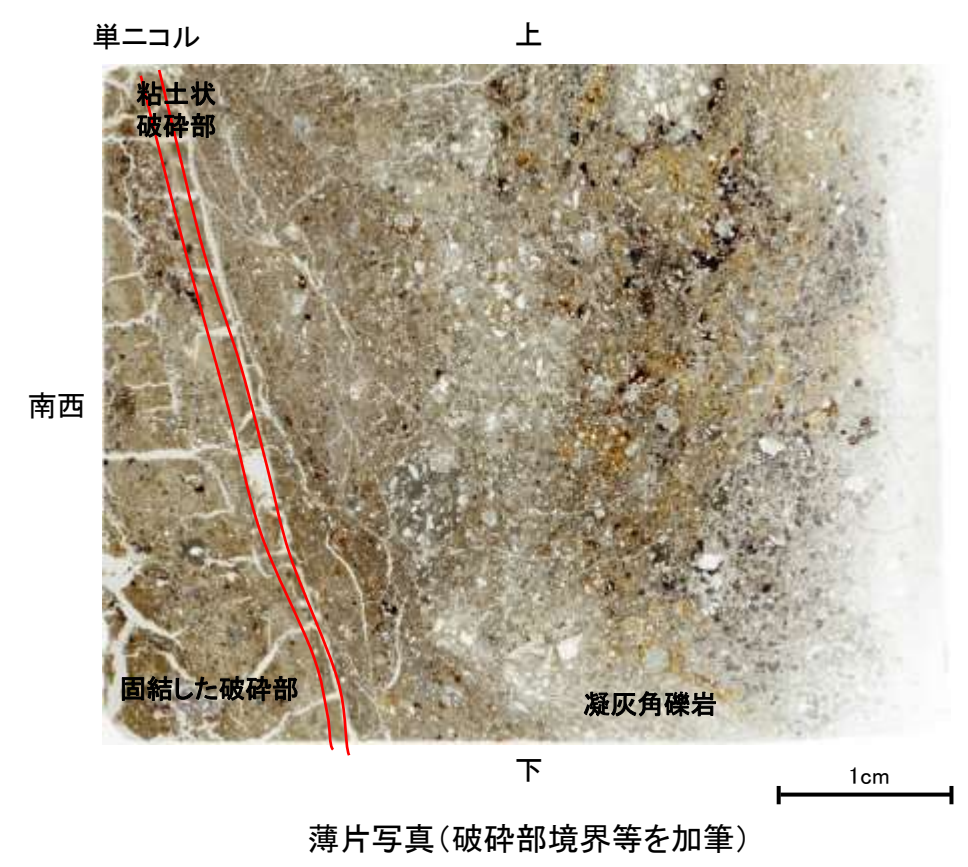 単ニコル
上
粘土状
破砕部
南西
固結した破砕部
凝灰角礫岩
下
1cm
薄片写真(破砕部境界等を加筆)